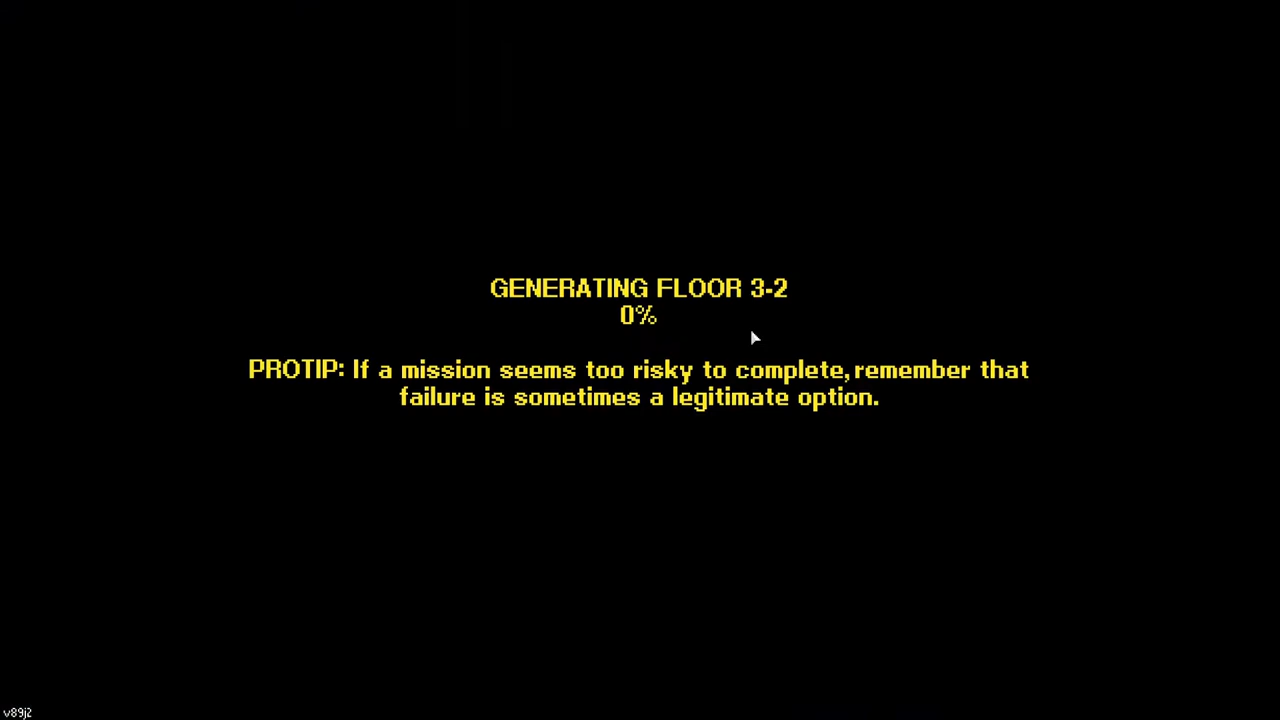 GENERATING FLOOR 3-2
0%
PROTIP: If a mission seems too risky to complete, remember that
failure is sometimes a legitimate option.
v89j2